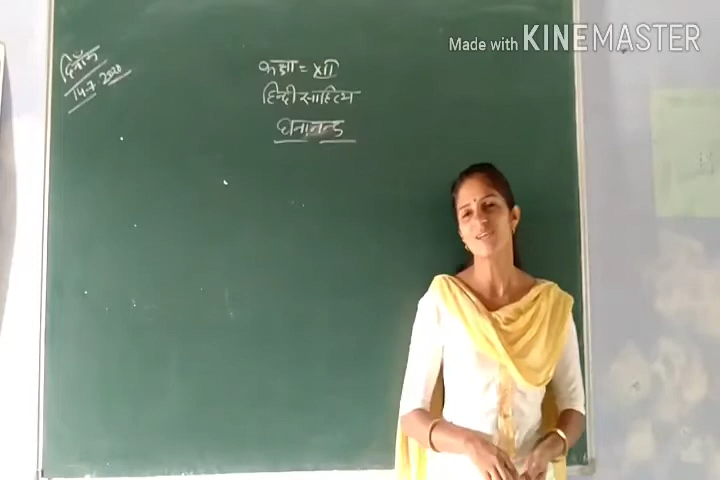 दिनाँक
14-7-2020
कक्षा = XII
हिन्दी साहित्य
घनानन्द
Made with KINEMASTER